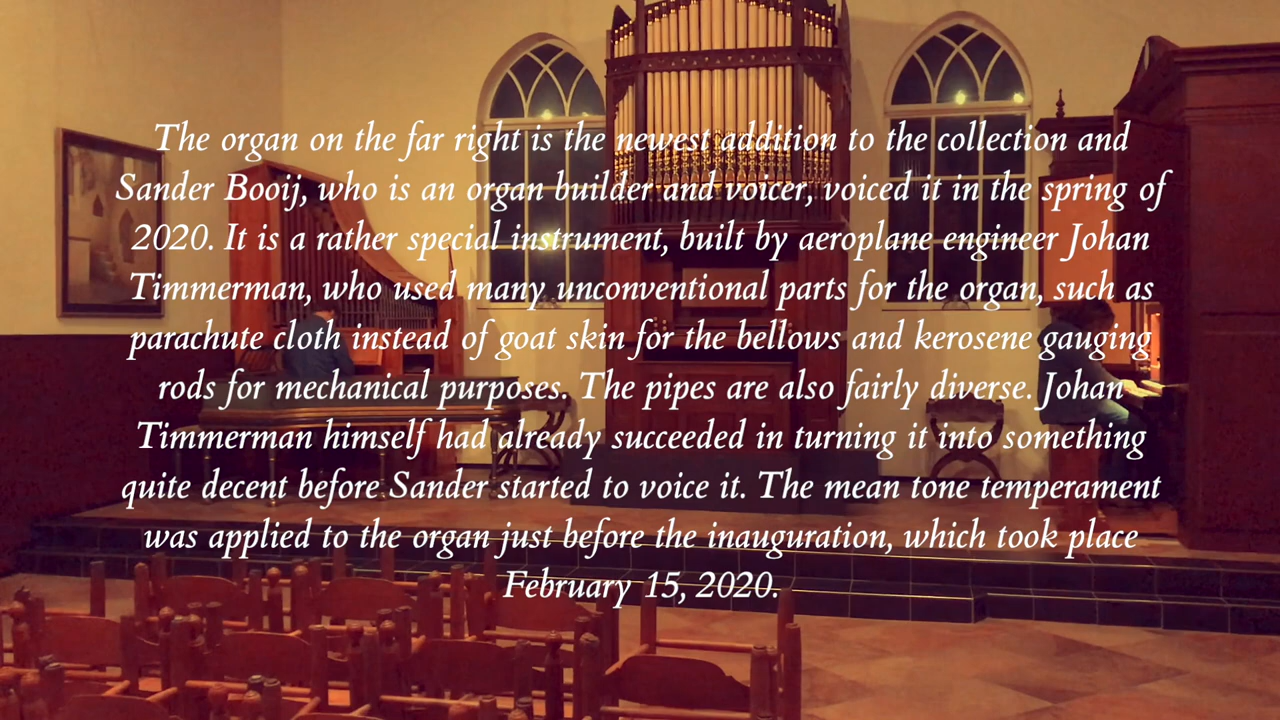 The organ on the far right is the newest addition to the collection and
Sander Booij, who is an organ builder and voicer, voiced it in the spring of
2020. It is a rather special instrument, built by aeroplane engineer Johan
Timmerman, who used many unconventional parts for the organ, such as
parachute cloth instead of goat skin for the bellows and kerosene gauging
rods for mechanical purposes. The pipes are also fairly diverse. Johan
Timmerman himself had already succeeded in turning it into something
quite decent before Sander started to voice it. The mean tone temperament
was applied to the organ just before the inauguration, which took place
February 15, 2020.